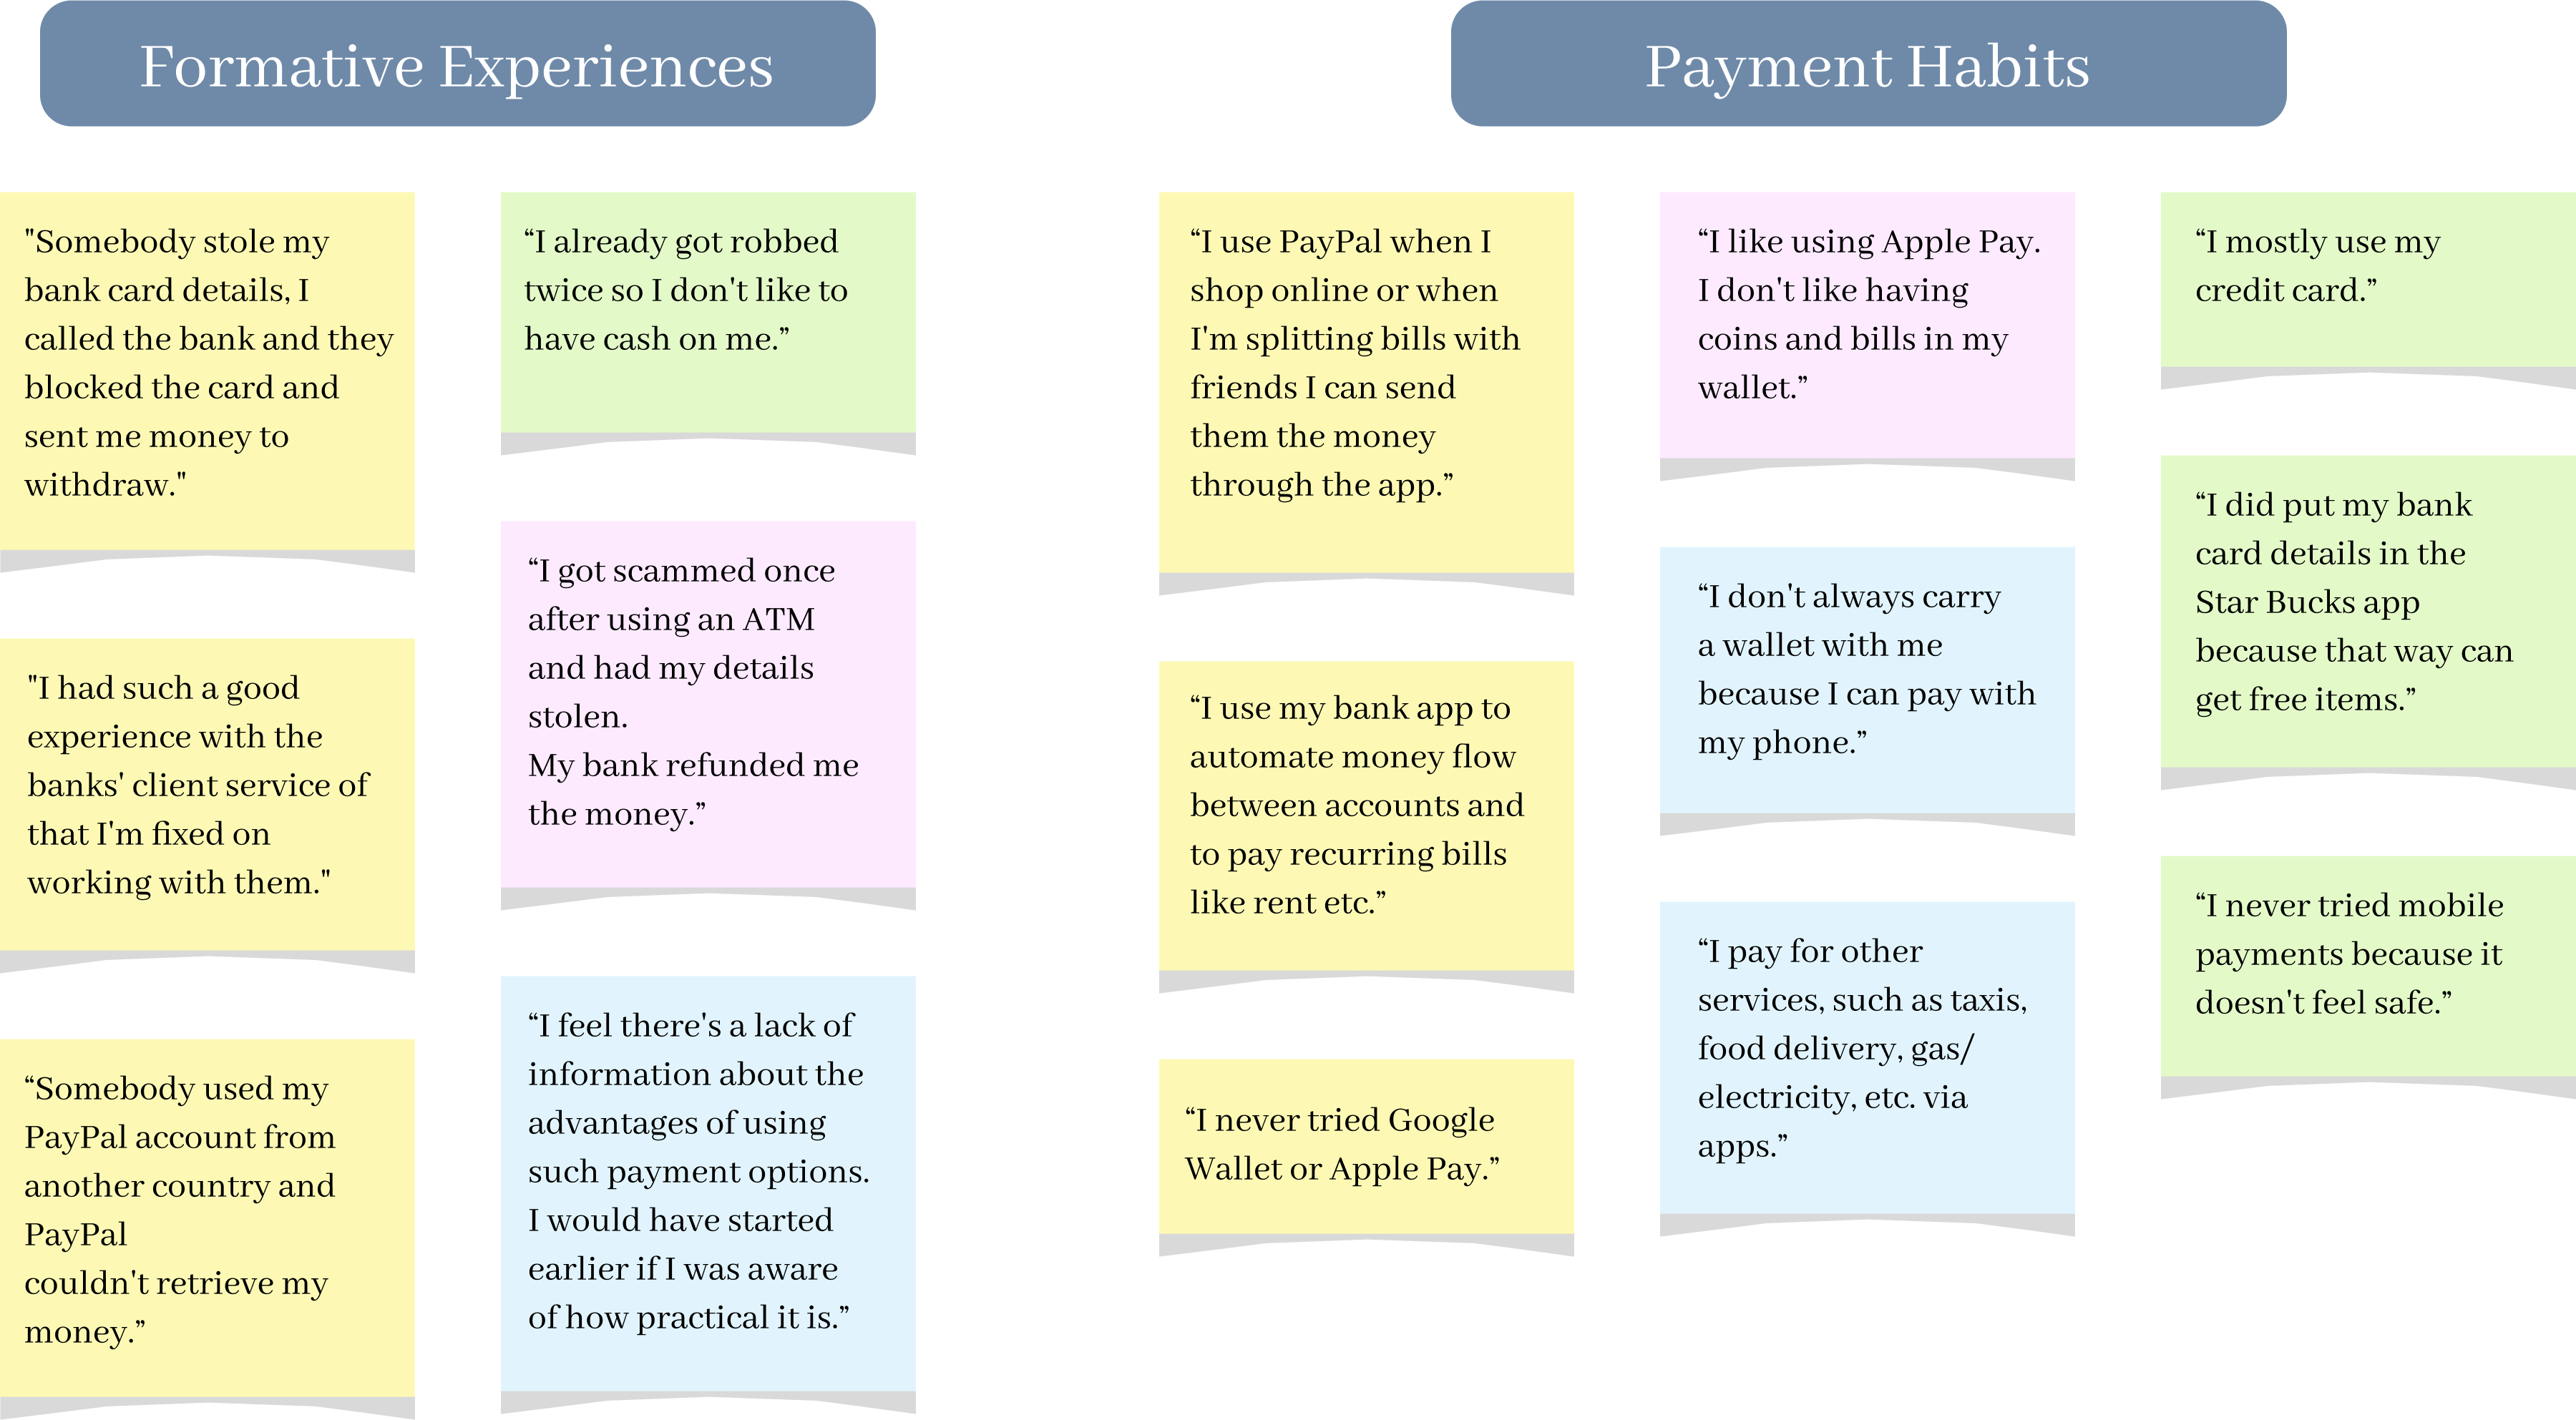 Formative Experiences
"Somebody stole my
bank card details, I
called the bank and they
blocked the card and
sent me money to
withdraw."
"I had such a good
experience with the
banks' client service of
that I'm fixed on
working with them."
“Somebody used my
PayPal account from
another country and
PayPal
couldn't retrieve my
money.”
“I already got robbed
twice so I don't like to
have cash on me.”
“I got scammed once
after using an ATM
and had my details
stolen.
My bank refunded me
the money.”
“I feel there's a lack of
information about the
advantages of using
such payment options.
I would have started
earlier if I was aware
of how practical it is.”
Payment Habits
“I use PayPal when I
shop online or when
I'm splitting bills with
friends I can send
them the money
through the app.”
“I use my bank app to
automate money flow
between accounts and
to pay recurring bills
like rent etc.”
“I never tried Google
Wallet or Apple Pay.”
“I like using Apple Pay.
I don't like having
coins and bills in my
wallet.”
“I don't always carry
a wallet with me
because I can pay with
my phone.”
“I pay for other
services, such as taxis,
food delivery, gas/
electricity, etc. via
apps.”
“I mostly use my
credit card.”
“I did put my bank
card details in the
Star Bucks app
because that way can
get free items.”
“I never tried mobile
payments because it
doesn't feel safe.”